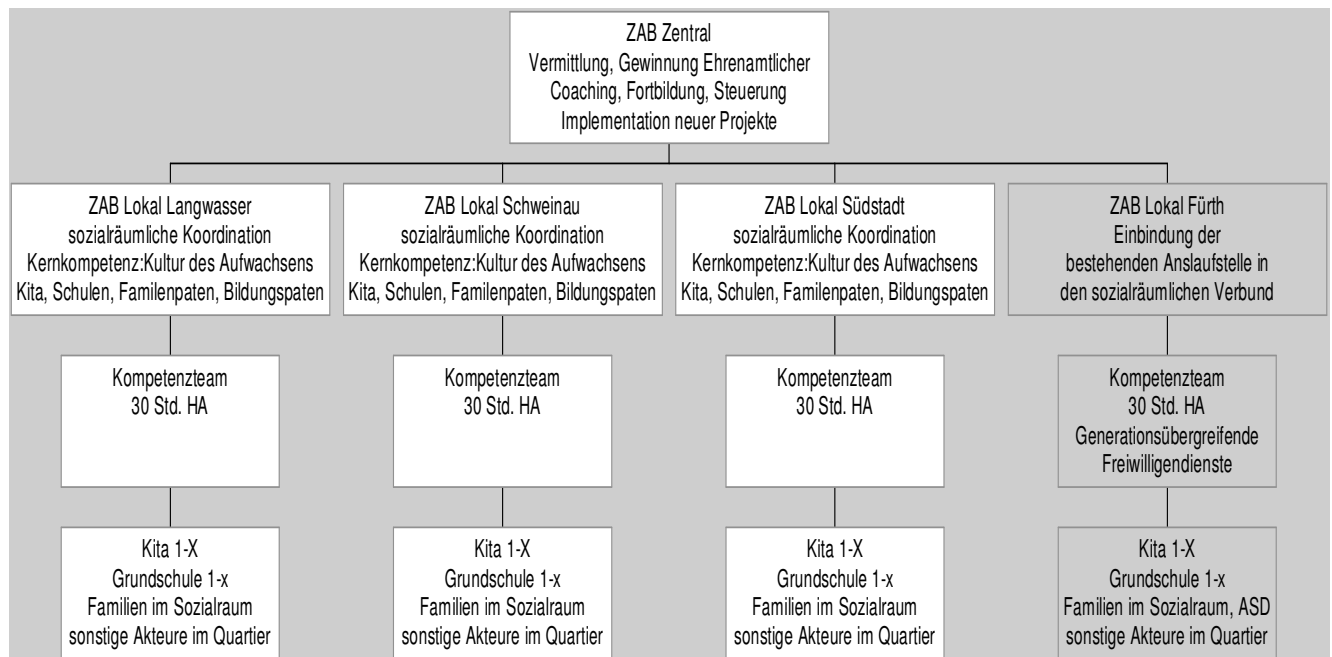 ZAB Zentral
Vermittlung, Gewinnung Ehrenamtlicher
Coaching, Fortbildung, Steuerung
Implementation neuer Projekte
ZAB Lokal Langwasser
sozialräumliche Koordination
Kernkompetenz:Kultur des Aufwachsens
Kita, Schulen, Familenpaten, Bildungspaten
ZAB Lokal Schweinau
sozialräumliche Koordination
Kernkompetenz:Kultur des Aufwachsens
Kita, Schulen, Familenpaten, Bildungspaten
ZAB Lokal Südstadt
sozialräumliche Koordination
Kernkompetenz:Kultur des Aufwachsens
Kita, Schulen, Familenpaten, Bildungspaten
ZAB Lokal Fürth
Einbindung der
bestehenden Anslaufstelle in
den sozialräumlichen Verbund
Kompetenzteam
30 Std. HA
Kompetenzteam
30 Std. HA
Kompetenzteam
30 Std. HA
Kompetenzteam
30 Std. HA
Generationsübergreifende
Freiwilligendienste
Kita 1-X
Grundschule 1-x
Familien im Sozialraum
sonstige Akteure im Quartier
Kita 1-X
Grundschule 1-x
Familien im Sozialraum
sonstige Akteure im Quartier
Kita 1-X
Grundschule 1-x
Familien im Sozialraum
sonstige Akteure im Quartier
Kita 1-X
Grundschule 1-x
Familien im Sozialraum, ASD
sonstige Akteure im Quartier